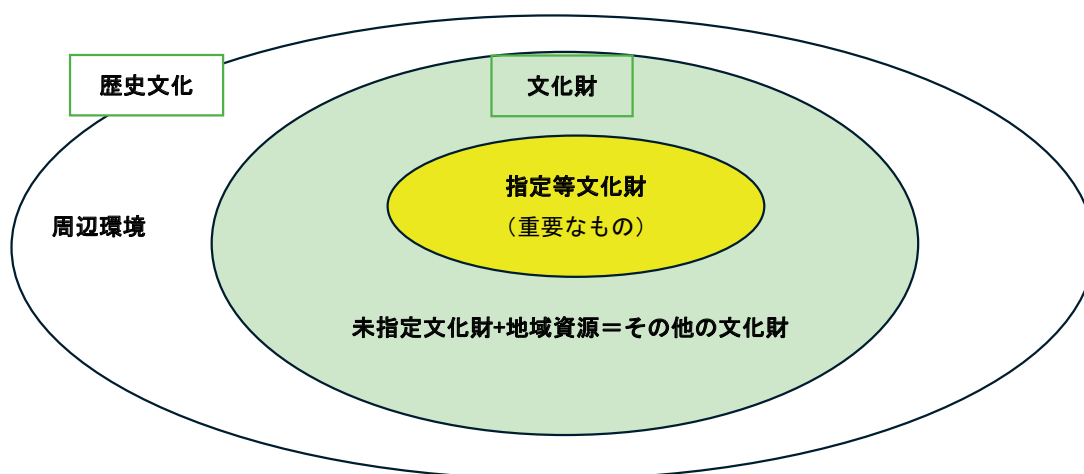 歴史文化
文化財
指定等文化財
（重要なもの）
周辺環境
未指定文化財+地域資源＝その他の文化財